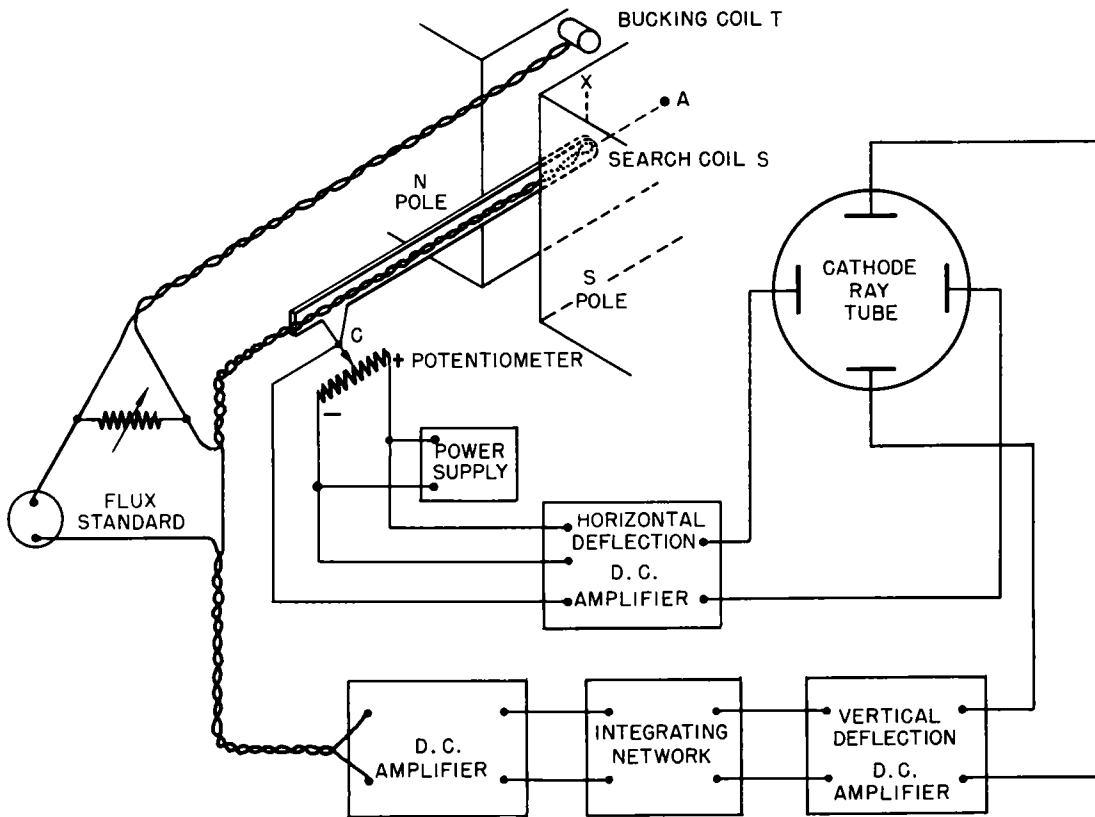 BUCKING COIL T
X
A
SEARCH COIL S
N
POLE
S
POLE
CATHODE
RAY
TUBE
C
+ POTENTIOMETER
−
POWER
SUPPLY
FLUX
STANDARD
HORIZONTAL
DEFLECTION
D. C.
AMPLIFIER
D. C.
AMPLIFIER
INTEGRATING
NETWORK
VERTICAL
DEFLECTION
D. C.
AMPLIFIER